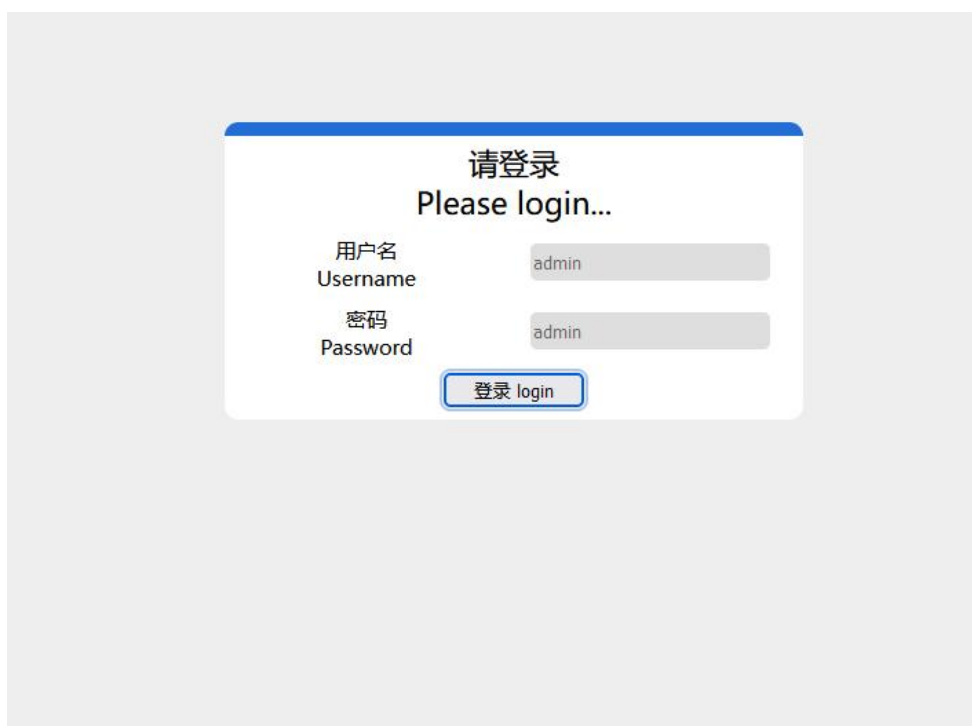 请登录
Please login...
用户名
Username
admin
密码
Password
admin
登录 login